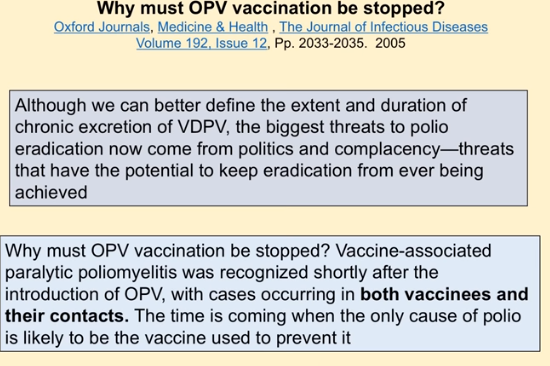 Why must OPV vaccination be stopped?
Oxford Journals, Medicine & Health , The Journal of Infectious Diseases
Volume 192, Issue 12, Pp. 2033-2035.  2005
Although we can better define the extent and duration of
chronic excretion of VDPV, the biggest threats to polio
eradication now come from politics and complacency—threats
that have the potential to keep eradication from ever being
achieved
Why must OPV vaccination be stopped? Vaccine-associated
paralytic poliomyelitis was recognized shortly after the
introduction of OPV, with cases occurring in both vaccinees and
their contacts. The time is coming when the only cause of polio
is likely to be the vaccine used to prevent it